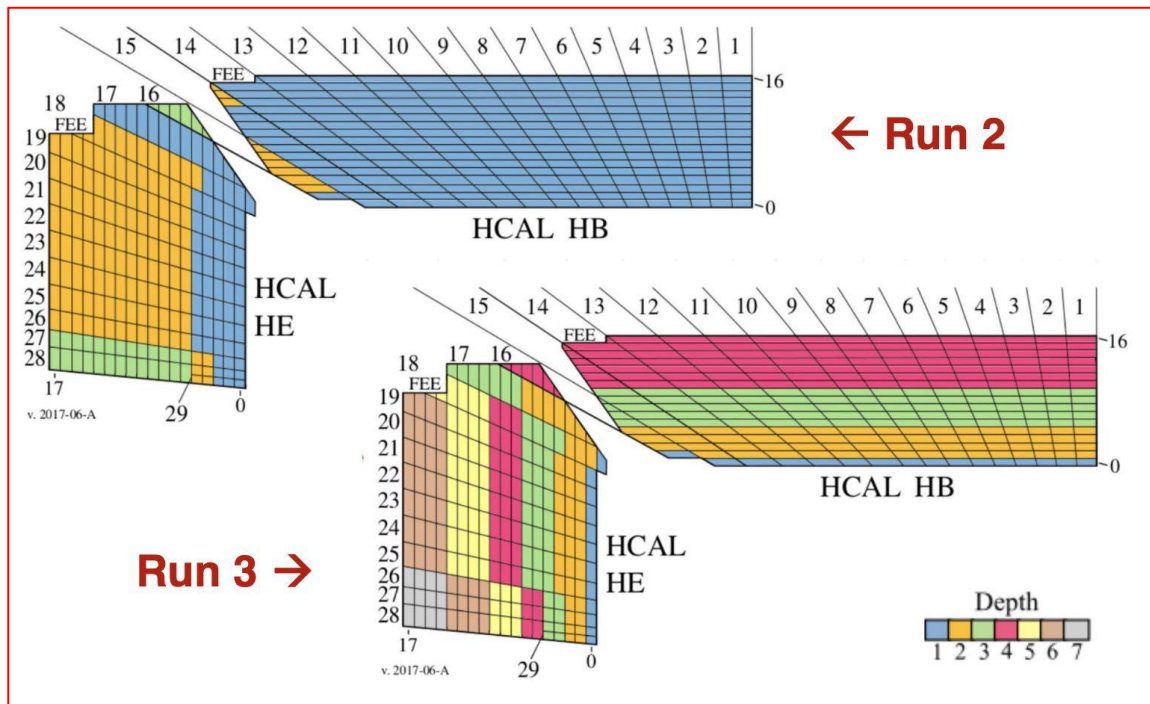 15 14 13 12 11 10 9 8 7 6 5 4 3 2 1
FEE
16
18 17 16
FEE
19
20
21
22
23
24
25
26
27
28
17
29
0
v. 2017-06-A
0
HCAL HB
HCAL
HE
← Run 2
15 14 13 12 11 10 9 8 7 6 5 4 3 2 1
FEE
16
18 17 16
FEE
19
20
21
22
23
24
25
26
27
28
17
29
0
v. 2017-06-A
0
HCAL HB
HCAL
HE
Run 3 →
Depth
1 2 3 4 5 6 7